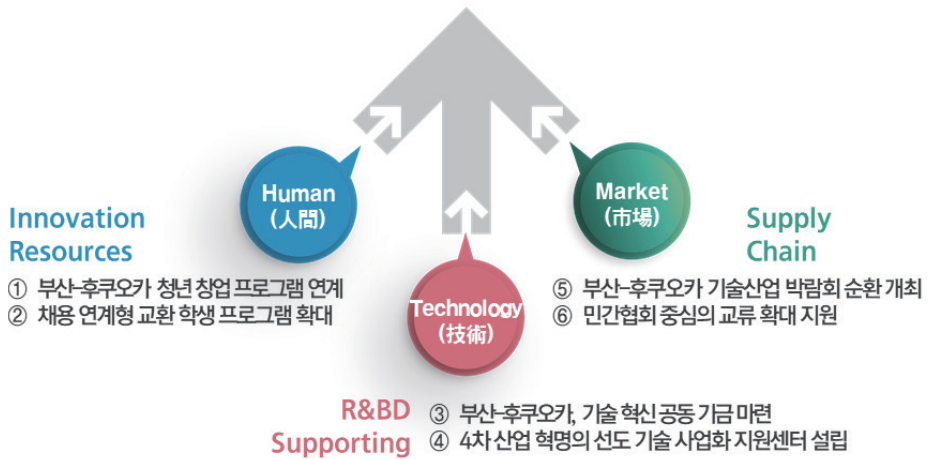 Human
(人間)
Market
(市場)
Innovation
Resources
① 부산-후쿠오카 청년 창업 프로그램 연계
② 채용 연계형 교환 학생 프로그램 확대
Supply
Chain
⑤ 부산-후쿠오카 기술산업 박람회 순환 개최
⑥ 민간협회 중심의 교류 확대 지원
Technology
(技術)
R&BD
Supporting
③ 부산-후쿠오카, 기술 혁신 공동 기금 마련
④ 4차 산업 혁명의 선도 기술 사업화 지원센터 설립